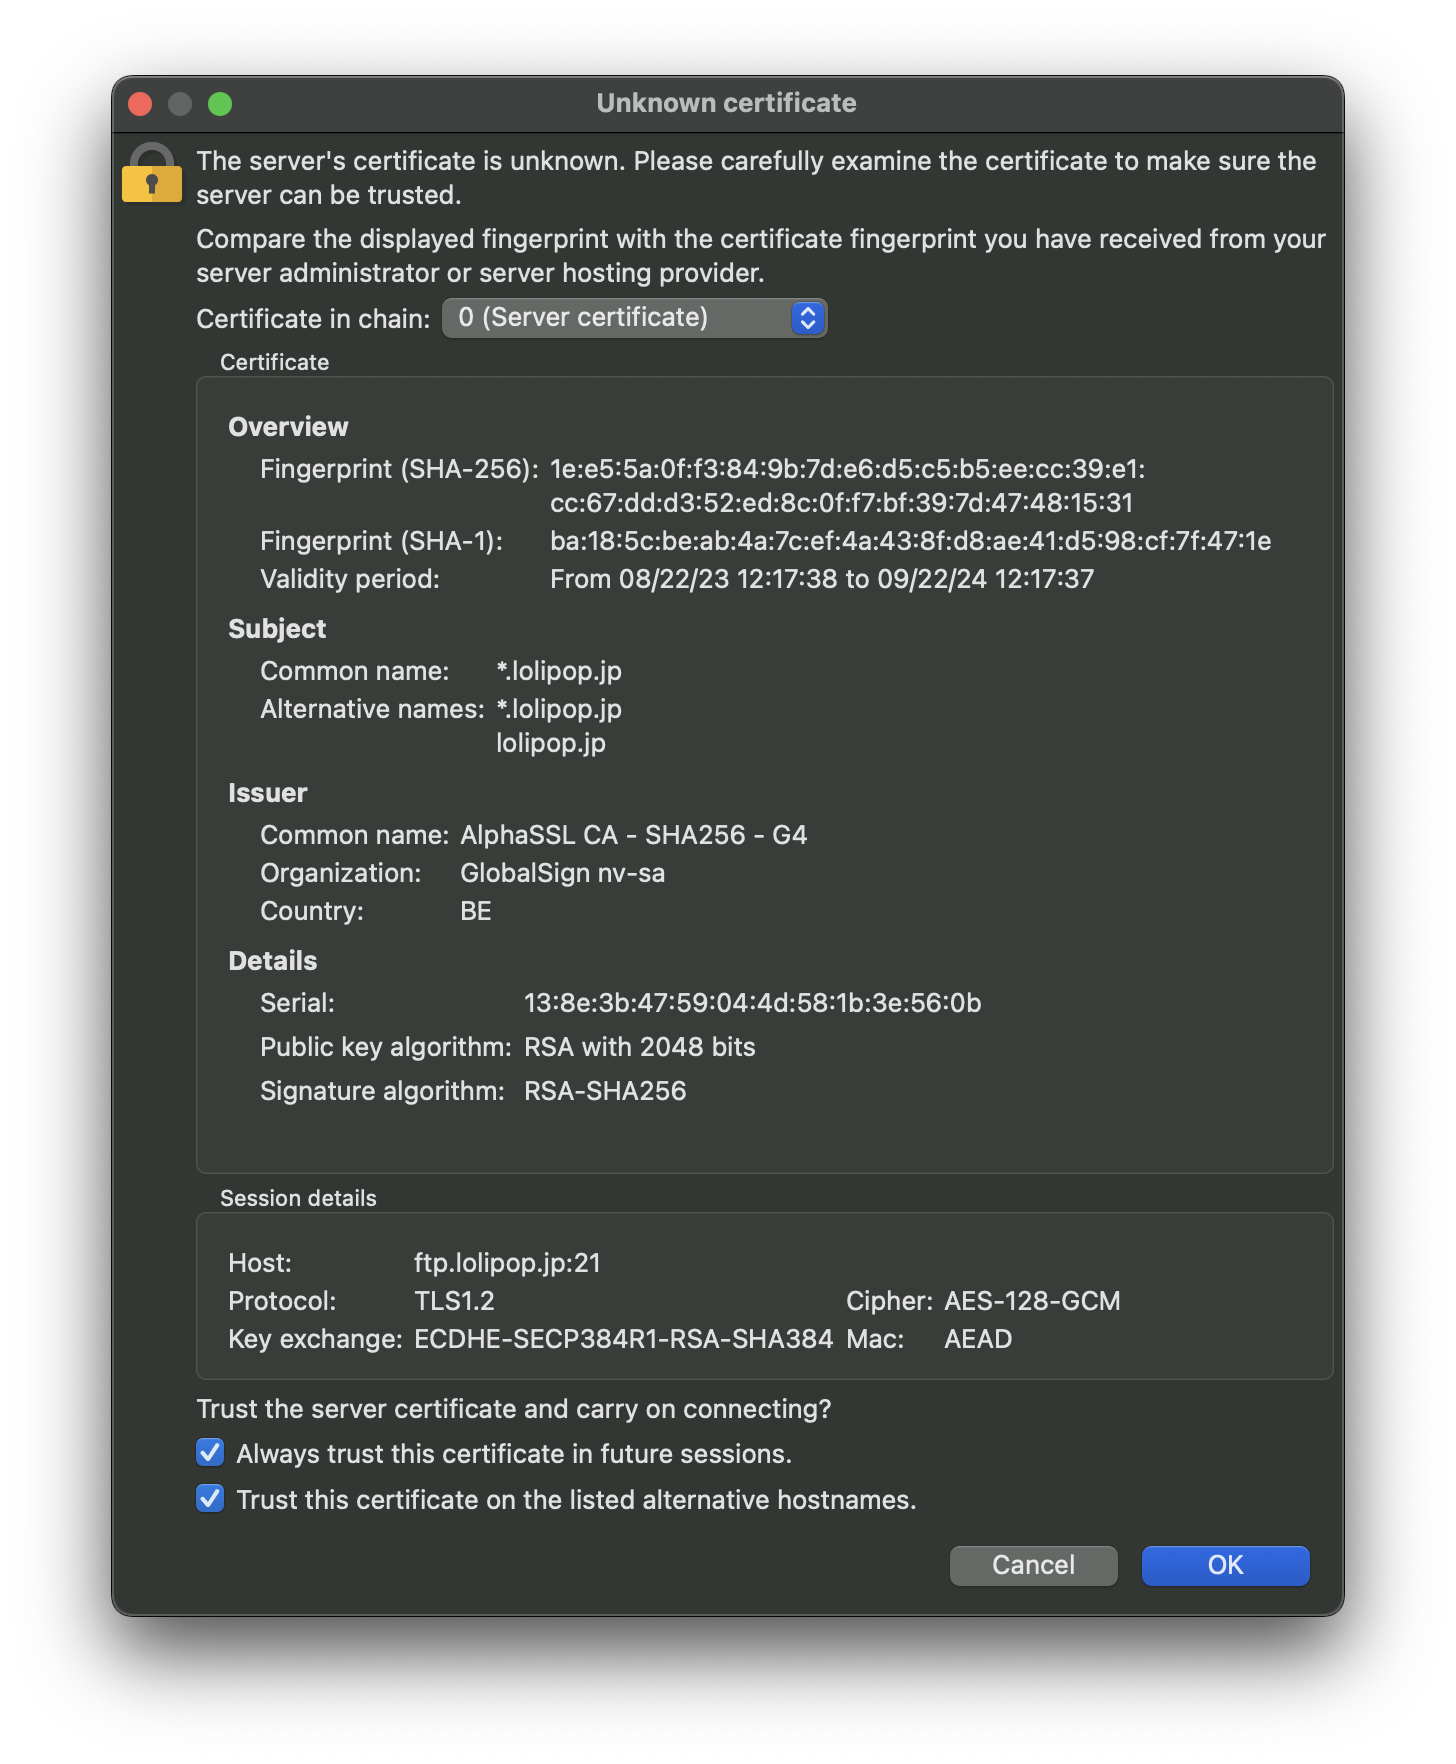 Unknown certificate
The server's certificate is unknown. Please carefully examine the certificate to make sure the
server can be trusted.
Compare the displayed fingerprint with the certificate fingerprint you have received from your
server administrator or server hosting provider.
Certificate in chain: 0 (Server certificate)
Certificate
Overview
Fingerprint (SHA-256): 1e:e5:5a:0f:f3:84:9b:7d:e6:d5:c5:b5:ee:cc:39:e1:
cc:67:dd:d3:52:ed:8c:0f:f7:bf:39:7d:47:48:15:31
Fingerprint (SHA-1): ba:18:5c:be:ab:4a:7c:ef:4a:43:8f:d8:ae:41:d5:98:cf:7f:47:1e
Validity period: From 08/22/23 12:17:38 to 09/22/24 12:17:37
Subject
Common name: *.lolipop.jp
Alternative names: *.lolipop.jp
lolipop.jp
Issuer
Common name: AlphaSSL CA - SHA256 - G4
Organization: GlobalSign nv-sa
Country: BE
Details
Serial: 13:8e:3b:47:59:04:4d:58:1b:3e:56:0b
Public key algorithm: RSA with 2048 bits
Signature algorithm: RSA-SHA256
Session details
Host: ftp.lolipop.jp:21
Protocol: TLS1.2 Cipher: AES-128-GCM
Key exchange: ECDHE-SECP384R1-RSA-SHA384 Mac: AEAD
Trust the server certificate and carry on connecting?
Always trust this certificate in future sessions.
Trust this certificate on the listed alternative hostnames.
Cancel OK